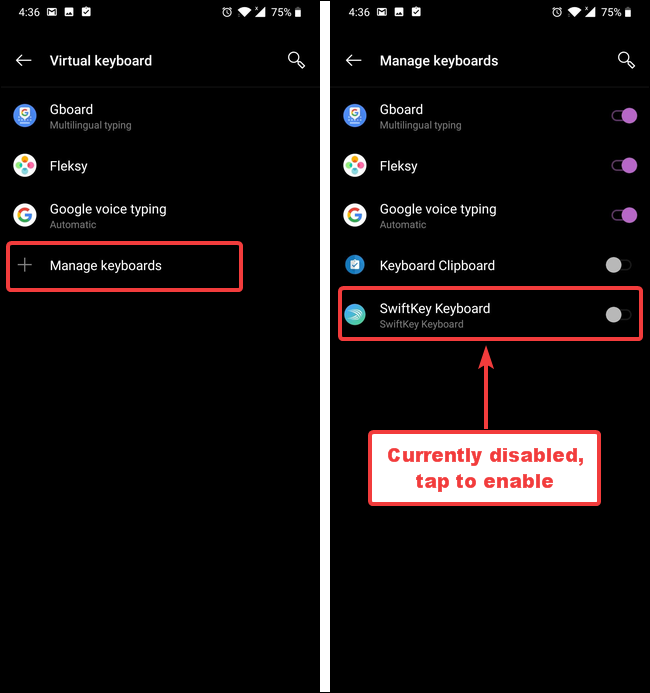 4:36
75%
Virtual keyboard
Gboard
Multilingual typing
Fleksy
Google voice typing
Automatic
Manage keyboards
4:36
75%
Manage keyboards
Gboard
Multilingual typing
Fleksy
Google voice typing
Automatic
Keyboard Clipboard
SwiftKey Keyboard
SwiftKey Keyboard
Currently disabled,
tap to enable